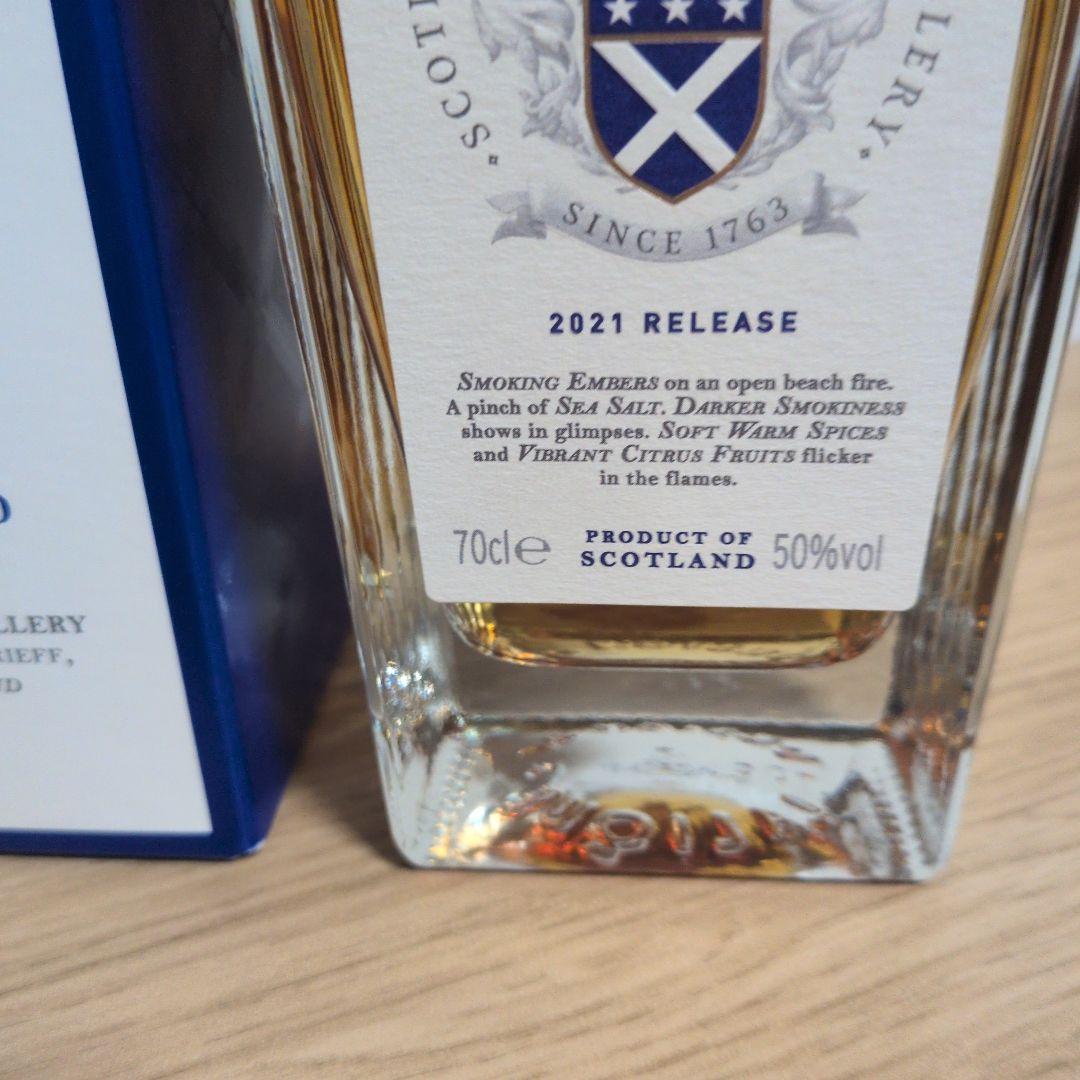 SCOT
LLERY
SINCE 1763
2021 RELEASE
SMOKING EMBERS on an open beach fire.
A pinch of SEA SALT. DARKER SMOKINESS
shows in glimpses. SOFT WARM SPICES
and VIBRANT CITRUS FRUITS flicker
in the flames.
70cl℮ PRODUCT OF SCOTLAND 50%vol
LLERY
RIEFF,
ND